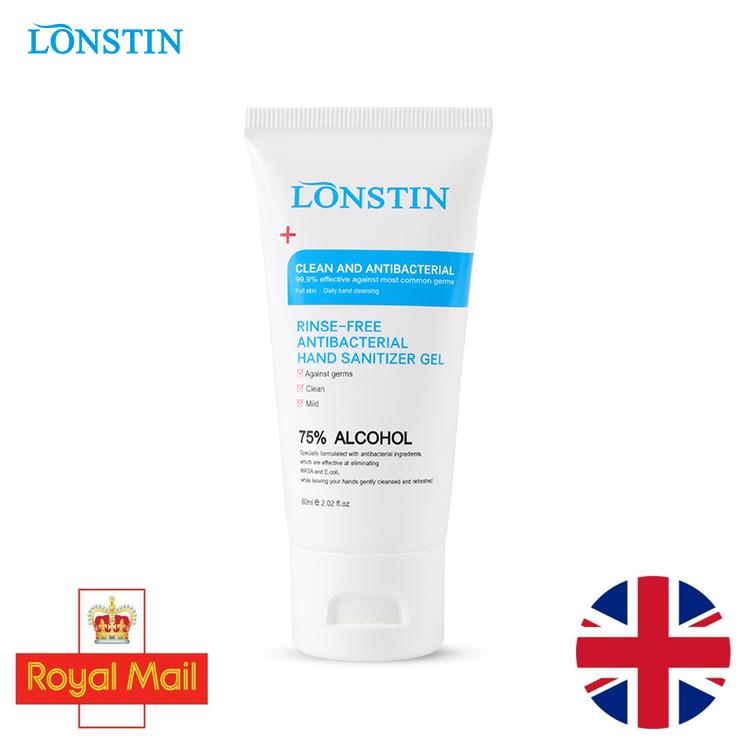 LONSTIN
LONSTIN
CLEAN AND ANTIBACTERIAL
99.9% effective against most common germs
Full skin Daily hand cleansing
RINSE-FREE
ANTIBACTERIAL
HAND SANITIZER GEL
Against germs
Clean
Mild
75% ALCOHOL
Specially formulated with antibacterial ingredients,
which are effective at eliminating
MRSA and E.coli,
while leaving your hands gently cleansed and refreshed
60ml e 2.02 fl.oz
Royal Mail